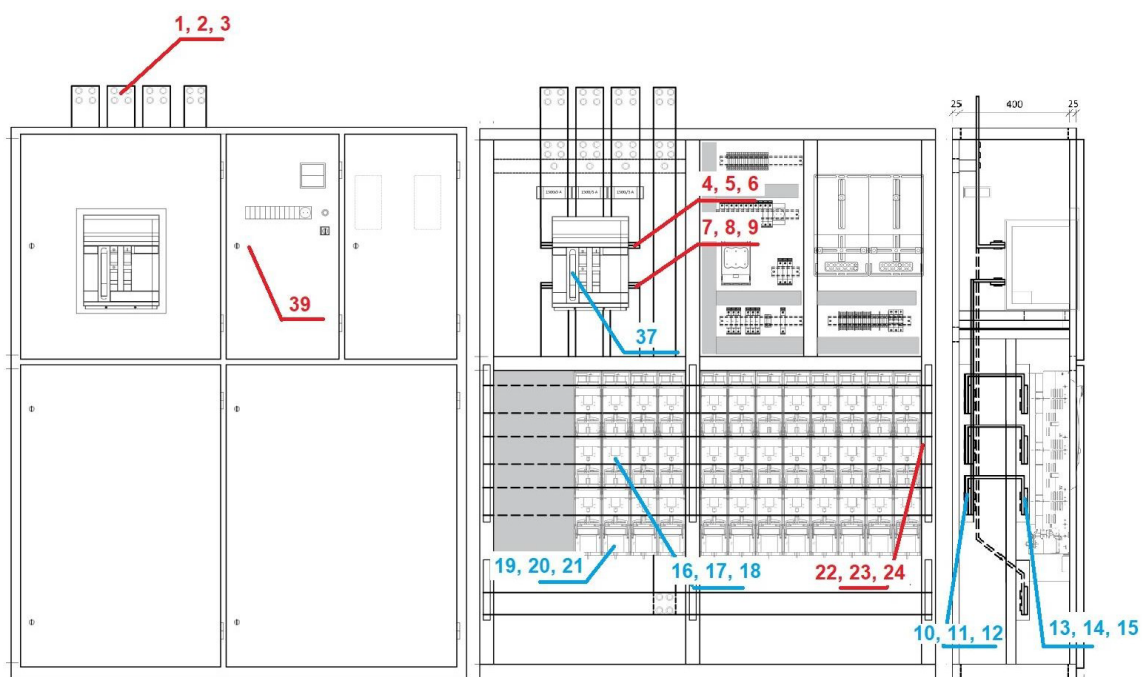 1, 2, 3
25 400 25
4, 5, 6
7, 8, 9
39
37
19, 20, 21
16, 17, 18
22, 23, 24
10, 11, 12
13, 14, 15